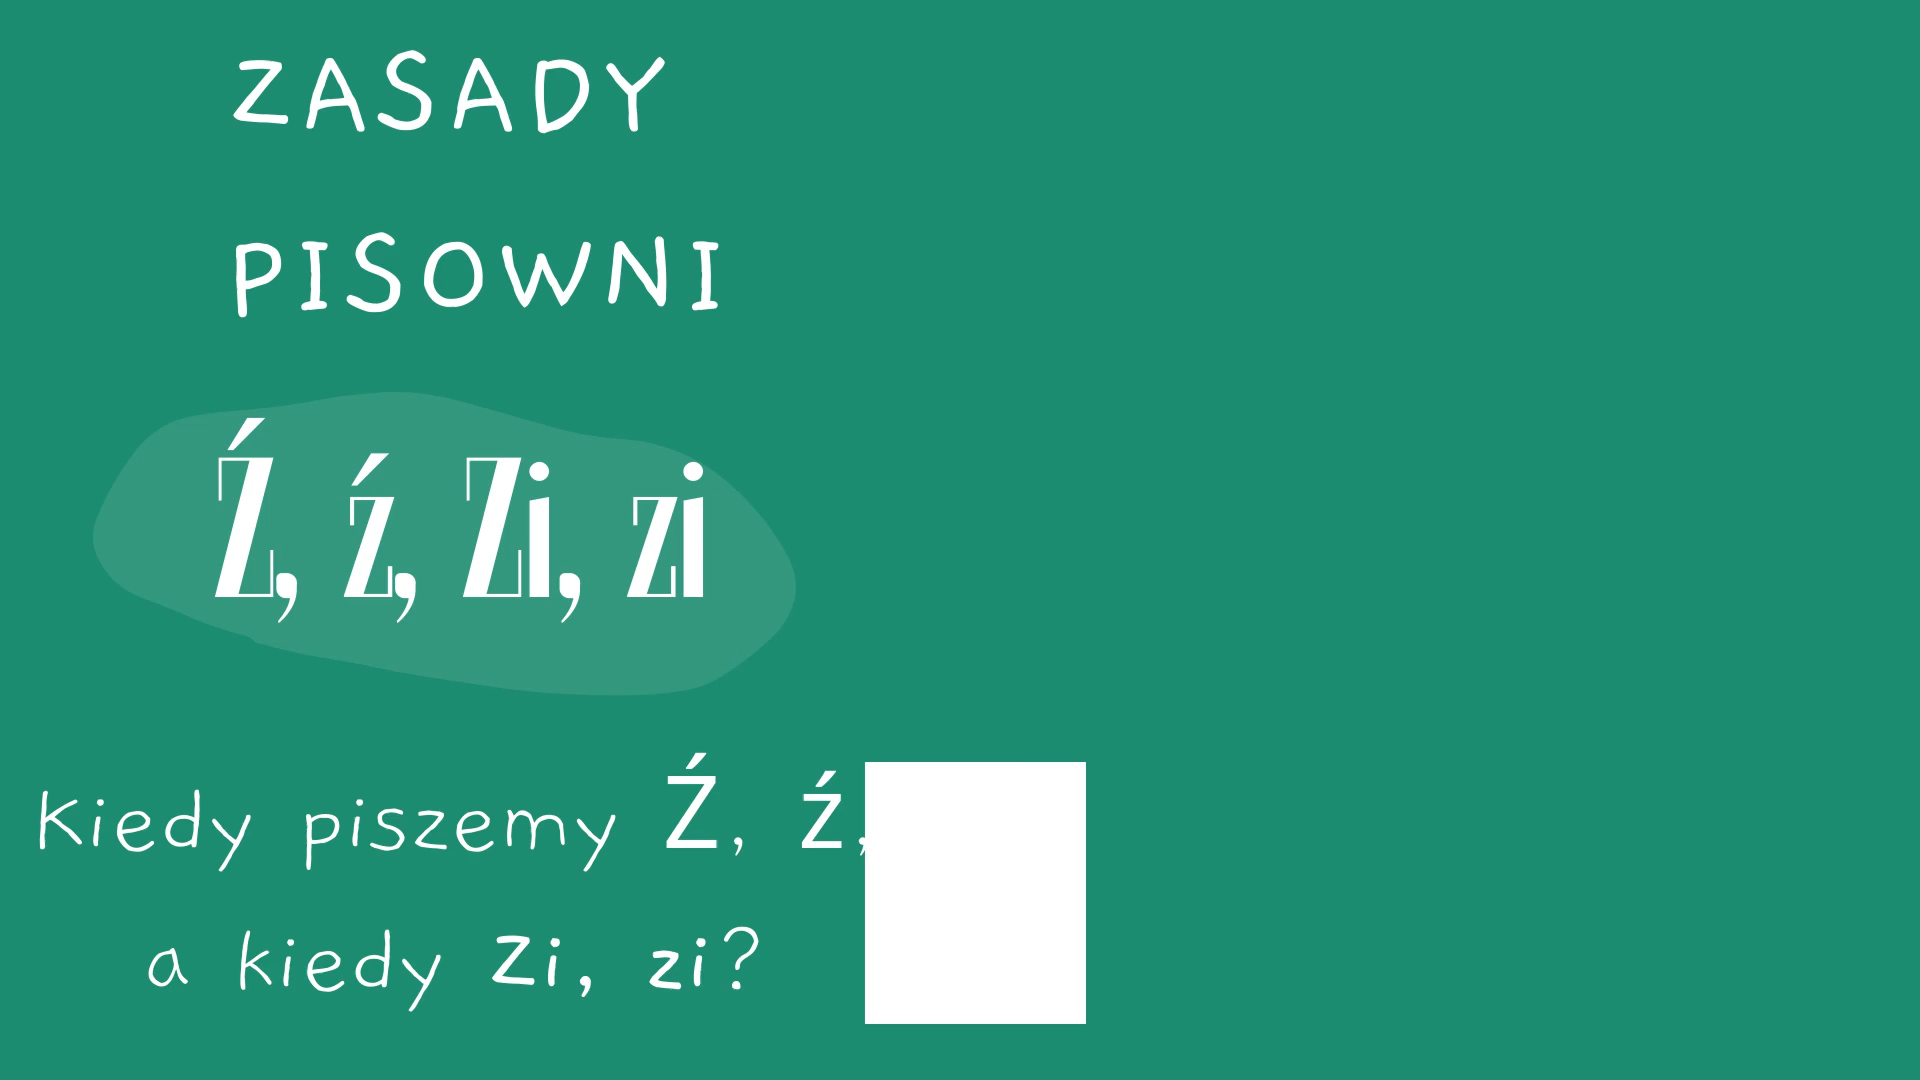 ZASADY
PISOWNI
Ź, ź, Zi, zi
Kiedy piszemy Ź, ź,
a kiedy Zi, zi?